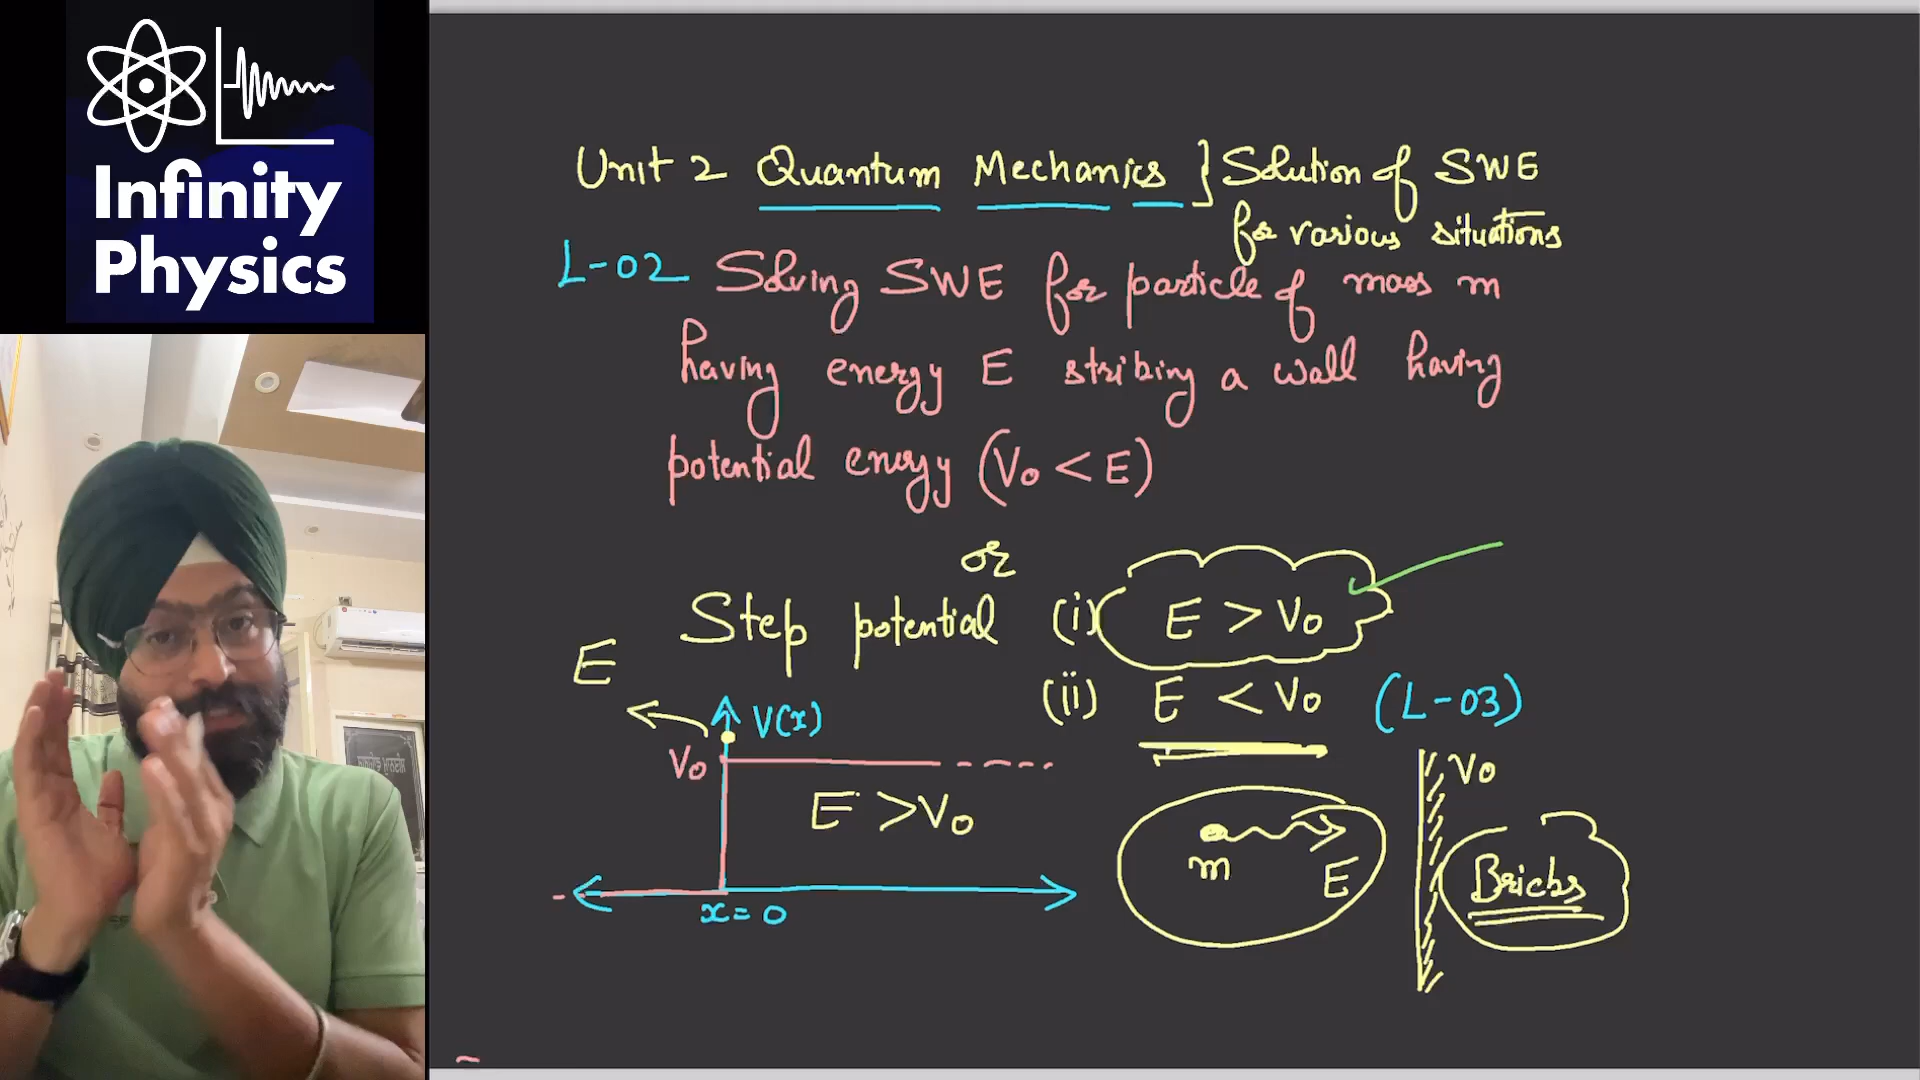 Infinity
Physics
Unit 2 Quantum Mechanics } Solution of SWE
for various situations
L-02 Solving SWE for particle of mass m
having energy E striking a wall having
potential energy (V0 < E)
or
Step potential (i) E > V0
(ii) E < V0 (L-03)
E
V(x)
V0
E > V0
x = 0
m
E
V0
Bricks